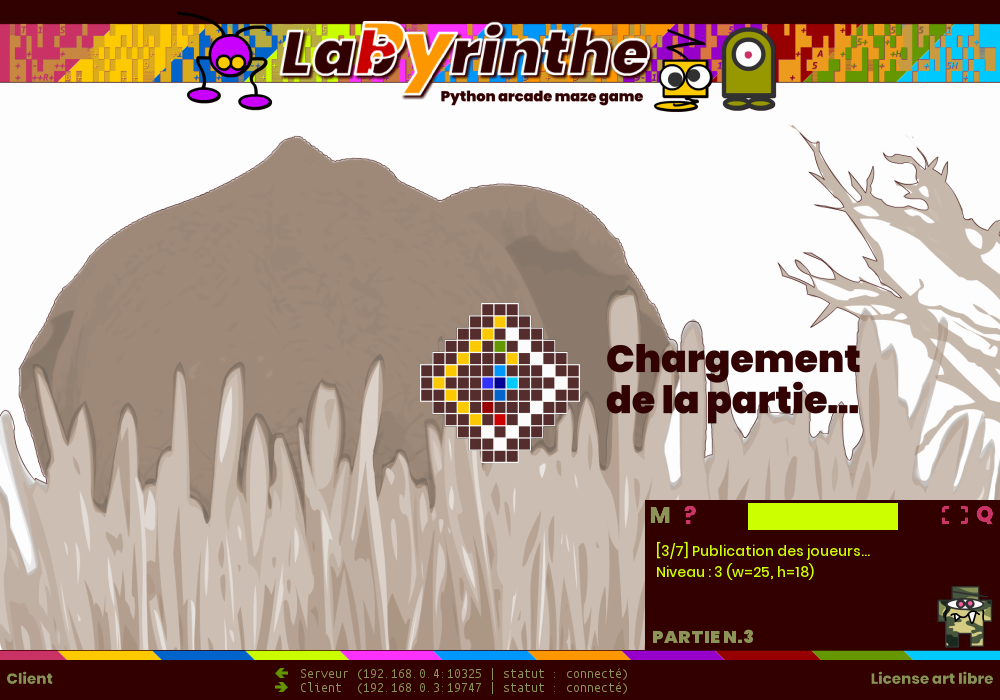 Labyrinthe
Python arcade maze game
Chargement
de la partie...
M ? Q
[3/7] Publication des joueurs...
Niveau : 3 (w=25, h=18)
PARTIE N.3
Client
Serveur (192.168.0.4:10325 | statut : connecté)
Client (192.168.0.3:19747 | statut : connecté)
License art libre